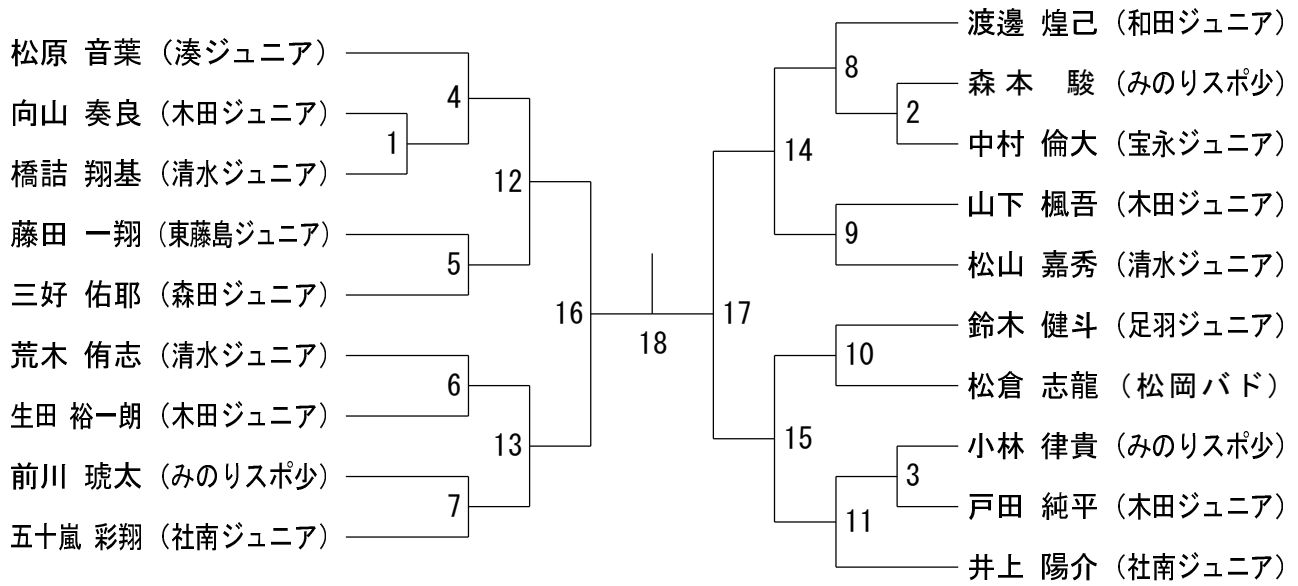 松原 音葉（湊ジュニア）
向山 奏良（木田ジュニア）
橋詰 翔基（清水ジュニア）
藤田 一翔（東藤島ジュニア）
三好 佑耶（森田ジュニア）
荒木 侑志（清水ジュニア）
生田 裕一朗（木田ジュニア）
前川 琥太（みのりスポ少）
五十嵐 彩翔（社南ジュニア）
1
4
5
6
7
12
13
16
18
17
14
15
8
9
10
11
2
3
渡邊 煌己（和田ジュニア）
森本 駿（みのりスポ少）
中村 倫大（宝永ジュニア）
山下 楓吾（木田ジュニア）
松山 嘉秀（清水ジュニア）
鈴木 健斗（足羽ジュニア）
松倉 志龍（松岡バド）
小林 律貴（みのりスポ少）
戸田 純平（木田ジュニア）
井上 陽介（社南ジュニア）